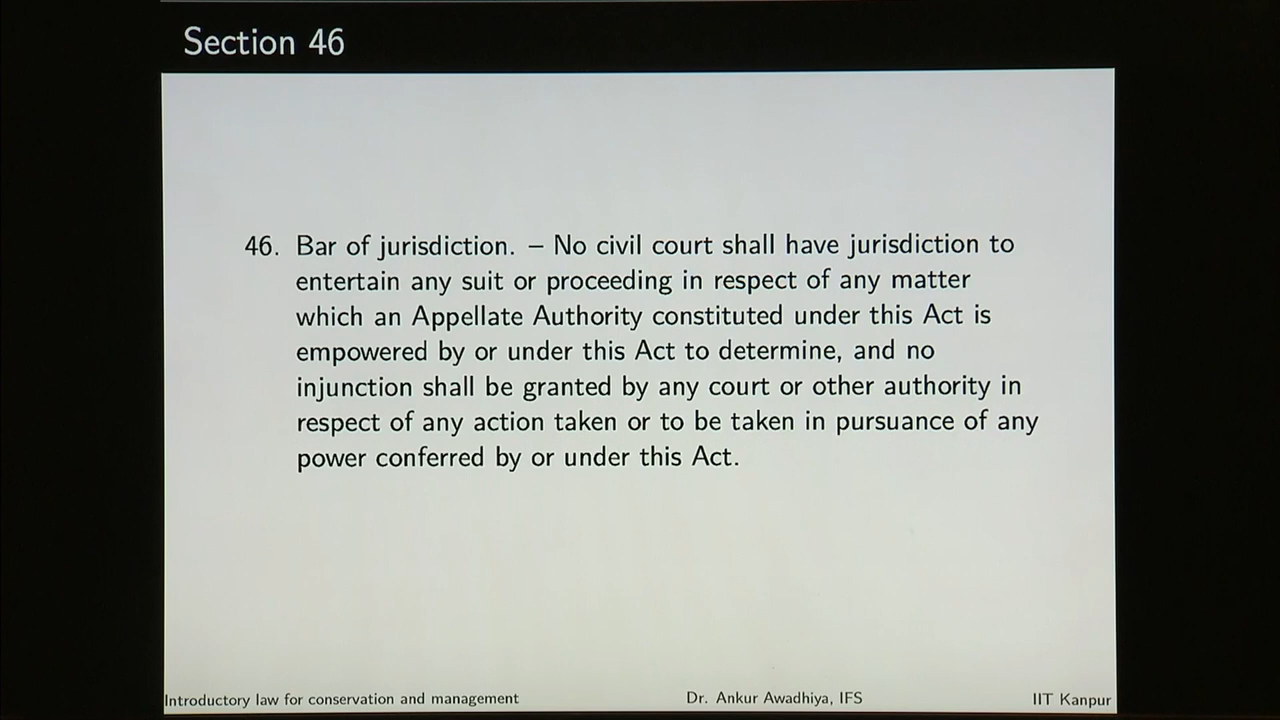 Section 46
46. Bar of jurisdiction. – No civil court shall have jurisdiction to
entertain any suit or proceeding in respect of any matter
which an Appellate Authority constituted under this Act is
empowered by or under this Act to determine, and no
injunction shall be granted by any court or other authority in
respect of any action taken or to be taken in pursuance of any
power conferred by or under this Act.
Introductory law for conservation and management Dr. Ankur Awadhiya, IFS IIT Kanpur